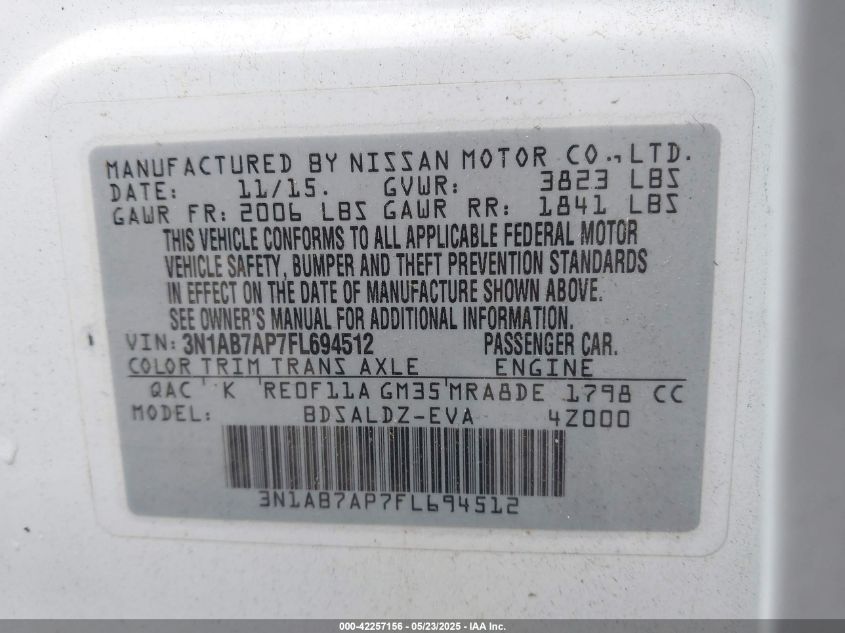 MANUFACTURED BY NISSAN MOTOR CO., LTD.
DATE: 11/15. GVWR: 3823 LBS
GAWR FR: 2006 LBS GAWR RR: 1841 LBS
THIS VEHICLE CONFORMS TO ALL APPLICABLE FEDERAL MOTOR
VEHICLE SAFETY, BUMPER AND THEFT PREVENTION STANDARDS
IN EFFECT ON THE DATE OF MANUFACTURE SHOWN ABOVE.
SEE OWNER'S MANUAL FOR ADDITIONAL INFORMATION.
VIN: 3N1AB7AP7FL694512 PASSENGER CAR.
COLOR TRIM TRANS AXLE ENGINE
QAC K RE0F11A GM35 MRA8DE 1798 CC
MODEL: BDSALDZ-EVA 4Z000
3N1AB7AP7FL694512
000-42257156 - 05/23/2025 - IAA Inc.